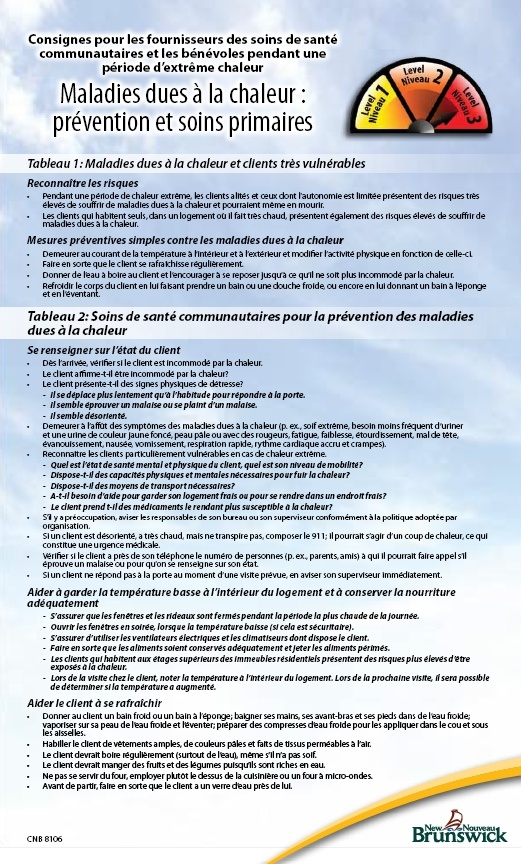 Consignes pour les fournisseurs des soins de santé
communautaires et les bénévoles pendant une
période d'extrême chaleur
Maladies dues à la chaleur :
prévention et soins primaires
Level
Niveau 1
Level
Niveau 2
Level
Niveau 3
Tableau 1: Maladies dues à la chaleur et clients très vulnérables
Reconnaître les risques
• Pendant une période de chaleur extrême, les clients alités et ceux dont l'autonomie est limitée présentent des risques très
élevés de souffrir de maladies dues à la chaleur et pourraient même en mourir.
• Les clients qui habitent seuls, dans un logement où il fait très chaud, présentent également des risques élevés de souffrir de
maladies dues à la chaleur.
Mesures préventives simples contre les maladies dues à la chaleur
• Demeurer au courant de la température à l'intérieur et à l'extérieur et modifier l'activité physique en fonction de celle-ci.
• Faire en sorte que le client se rafraîchisse régulièrement.
• Donner de l'eau à boire au client et l'encourager à se reposer jusqu'à ce qu'il ne soit plus incommodé par la chaleur.
• Refroidir le corps du client en lui faisant prendre un bain ou une douche froide, ou encore en lui donnant un bain à l'éponge
et en l'éventant.
Tableau 2: Soins de santé communautaires pour la prévention des maladies
dues à la chaleur
Se renseigner sur l'état du client
• Dès l'arrivée, vérifier si le client est incommodé par la chaleur.
• Le client affirme-t-il être incommodé par la chaleur?
• Le client présente-t-il des signes physiques de détresse?
- Il se déplace plus lentement qu'à l'habitude pour répondre à la porte.
- Il semble éprouver un malaise ou se plaint d'un malaise.
- Il semble désorienté.
• Demeurer à l'affût des symptômes des maladies dues à la chaleur (p. ex., soif extrême, besoin moins fréquent d'uriner
et une urine de couleur jaune foncé, peau pâle ou avec des rougeurs, fatigue, faiblesse, étourdissement, mal de tête,
évanouissement, nausée, vomissement, respiration rapide, rythme cardiaque accru et crampes).
• Reconnaître les clients particulièrement vulnérables en cas de chaleur extrême.
- Quel est l'état de santé mental et physique du client, quel est son niveau de mobilité?
- Dispose-t-il des capacités physiques et mentales nécessaires pour fuir la chaleur?
- Dispose-t-il des moyens de transport nécessaires?
- A-t-il besoin d'aide pour garder son logement frais ou pour se rendre dans un endroit frais?
- Le client prend t-il des médicaments le rendant plus susceptible à la chaleur?
• S'il y a préoccupation, aviser les responsables de son bureau ou son superviseur conformément à la politique adoptée par
organisation.
• Si un client est désorienté, a très chaud, mais ne transpire pas, composer le 911; il pourrait s'agir d'un coup de chaleur, ce qui
constitue une urgence médicale.
• Vérifier si le client a près de son téléphone le numéro de personnes (p. ex., parents, amis) à qui il pourrait faire appel s'il
éprouve un malaise ou pour qu'on se renseigne sur son état.
• Si un client ne répond pas à la porte au moment d'une visite prévue, en aviser son superviseur immédiatement.
Aider à garder la température basse à l'intérieur du logement et à conserver la nourriture
adéquatement
- S'assurer que les fenêtres et les rideaux sont fermés pendant la période la plus chaude de la journée.
- Ouvrir les fenêtres en soirée, lorsque la température baisse (si cela est sécuritaire).
- S'assurer d'utiliser les ventilateurs électriques et les climatiseurs dont dispose le client.
- Faire en sorte que les aliments soient conservés adéquatement et jeter les aliments périmés.
- Les clients qui habitent aux étages supérieurs des immeubles résidentiels présentent des risques plus élevés d'être
exposés à la chaleur.
- Lors de la visite chez le client, noter la température à l'intérieur du logement. Lors de la prochaine visite, il sera possible
de déterminer si la température a augmenté.
Aider le client à se rafraîchir
• Donner au client un bain froid ou un bain à l'éponge; baigner ses mains, ses avant-bras et ses pieds dans de l'eau froide;
vaporiser sur sa peau de l'eau froide et l'éventer; préparer des compresses d'eau froide pour les appliquer dans le cou et sous
les aisselles.
• Habiller le client de vêtements amples, de couleurs pâles et faits de tissus perméables à l'air.
• Le client devrait boire régulièrement (surtout de l'eau), même s'il n'a pas soif.
• Le client devrait manger des fruits et des légumes puisqu'ils sont riches en eau.
• Ne pas se servir du four, employer plutôt le dessus de la cuisinière ou un four à micro-ondes.
• Avant de partir, faire en sorte que le client a un verre d'eau près de lui.
CNB 8106
New Nouveau
Brunswick